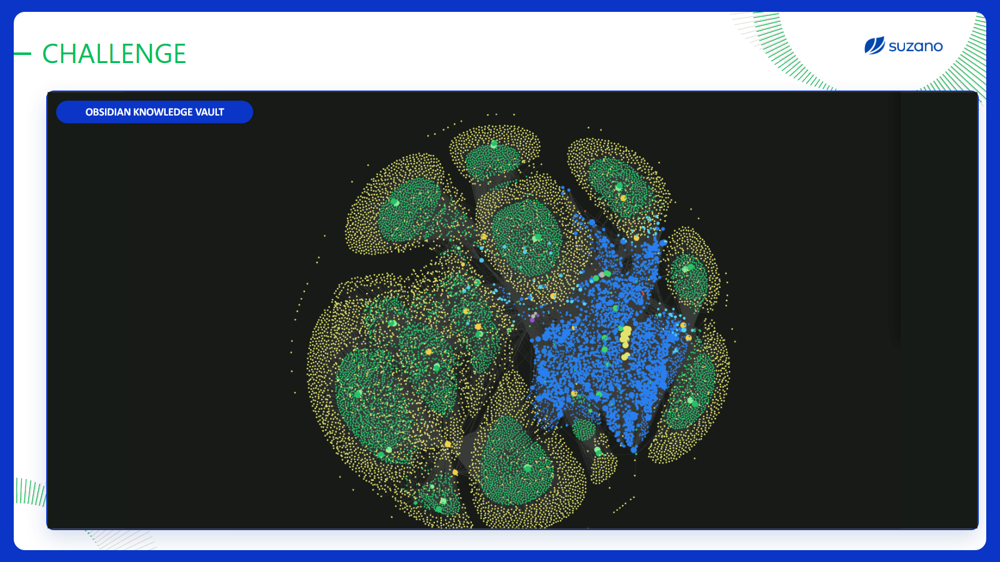 CHALLENGE
suzano
OBSIDIAN KNOWLEDGE VAULT